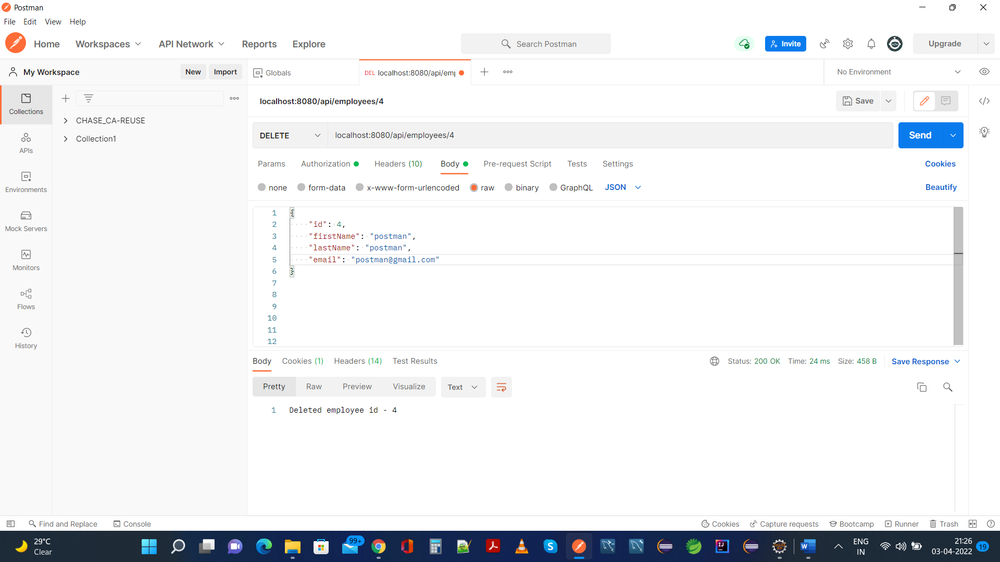 Postman
File Edit View Help
Home Workspaces API Network Reports Explore Search Postman Invite Upgrade
My Workspace New Import Globals DEL localhost:8080/api/em No Environment
Collections
APIs
Environments
Mock Servers
Monitors
Flows
History
CHASE_CA-REUSE
Collection1
localhost:8080/api/employees/4 Save
DELETE localhost:8080/api/employees/4 Send
Params Authorization Headers (10) Body Pre-request Script Tests Settings Cookies
none form-data x-www-form-urlencoded raw binary GraphQL JSON Beautify
1 {
2 "id": 4,
3 "firstName": "postman",
4 "lastName": "postman",
5 "email": "postman@gmail.com"
6 }
7
8
9
10
11
12
Body Cookies (1) Headers (14) Test Results Status: 200 OK Time: 24 ms Size: 458 B Save Response
Pretty Raw Preview Visualize Text
1 Deleted employee id - 4
Find and Replace Console Cookies Capture requests Bootcamp Runner Trash
29°C
Clear
99+
ENG
IN
21:26
03-04-2022
19